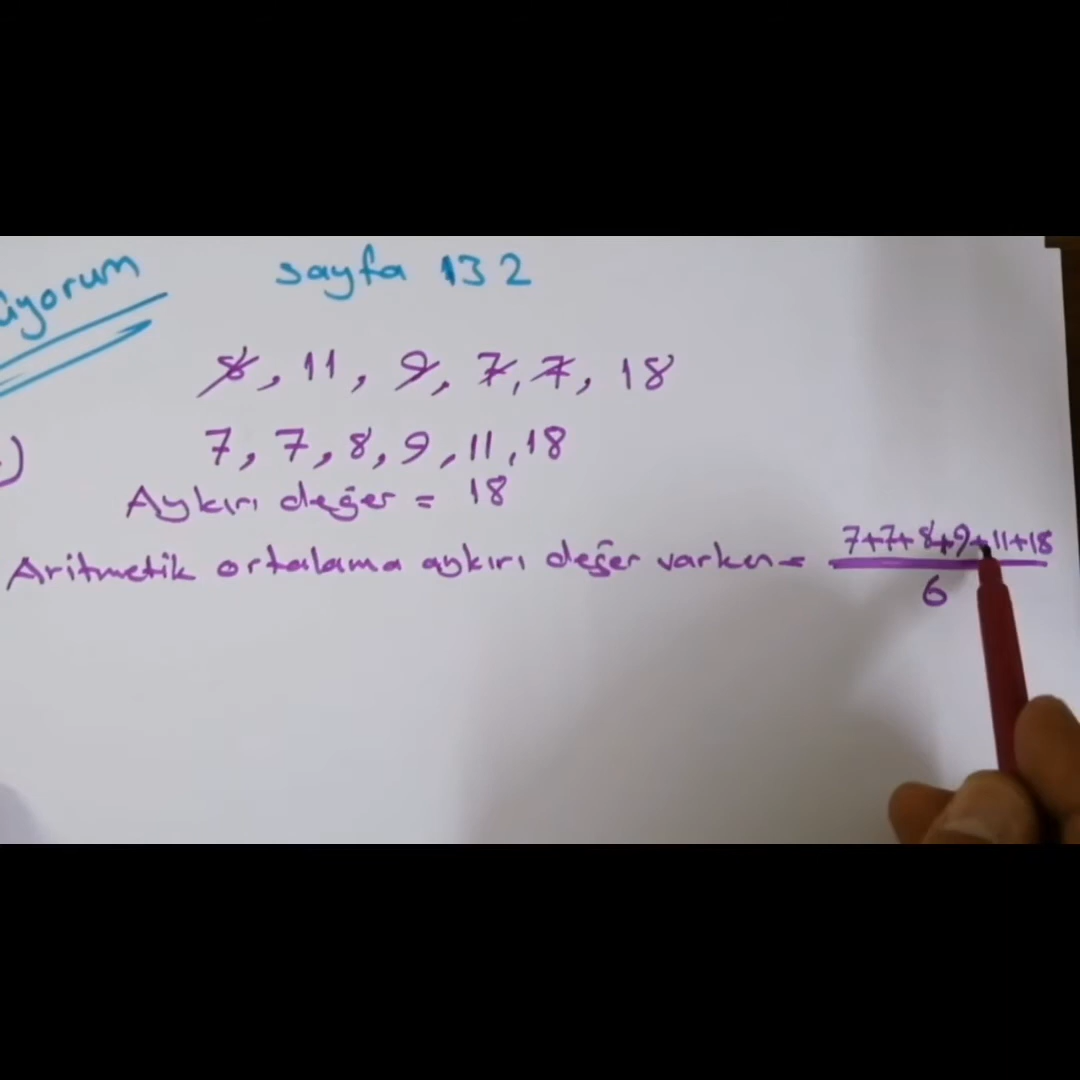 sayfa 132
8, 11, 9, 7, 7, 18
7, 7, 8, 9, 11, 18
Aykırı değer = 18
Aritmetik ortalama aykırı değer varken = 7+7+8+9+11+18
6